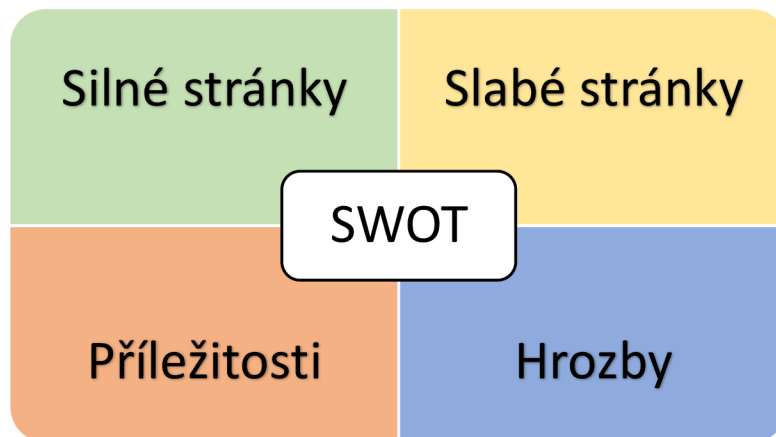 Silné stránky
Slabé stránky
SWOT
Příležitosti
Hrozby